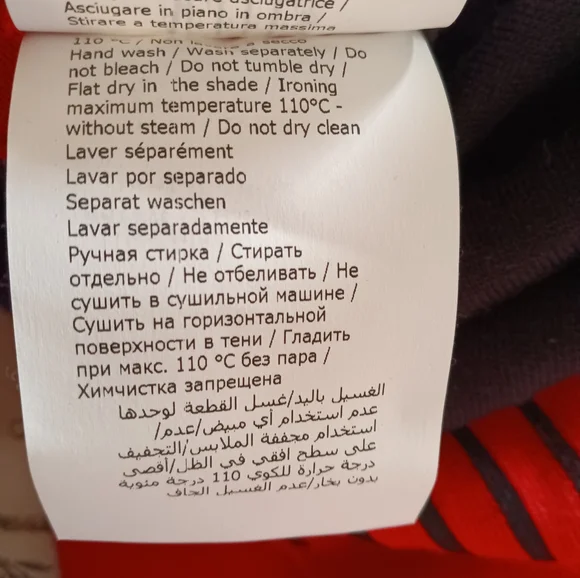 Asciugare in piano in ombra /
Stirare a temperatura massima
110 °C / Non a secco
Hand wash / Wash separately / Do
not bleach / Do not tumble dry /
Flat dry in the shade / Ironing
maximum temperature 110°C -
without steam / Do not dry clean
Laver séparément
Lavar por separado
Separat waschen
Lavar separadamente
Ручная стирка / Стирать
отдельно / Не отбеливать / Не
сушить в сушильной машине /
Сушить на горизонтальной
поверхности в тени / Гладить
при макс. 110 °C без пара /
Химчистка запрещена
الغسيل باليد/غسل القطعة لوحدها
عدم استخدام أي مبيض/عدم/
استخدام مجففة الملابس/التجفيف
على سطح افقي في الظل/أقصى
درجة حرارة للكوي 110 درجة مئوية
بدون بخار/عدم الغسيل الجاف